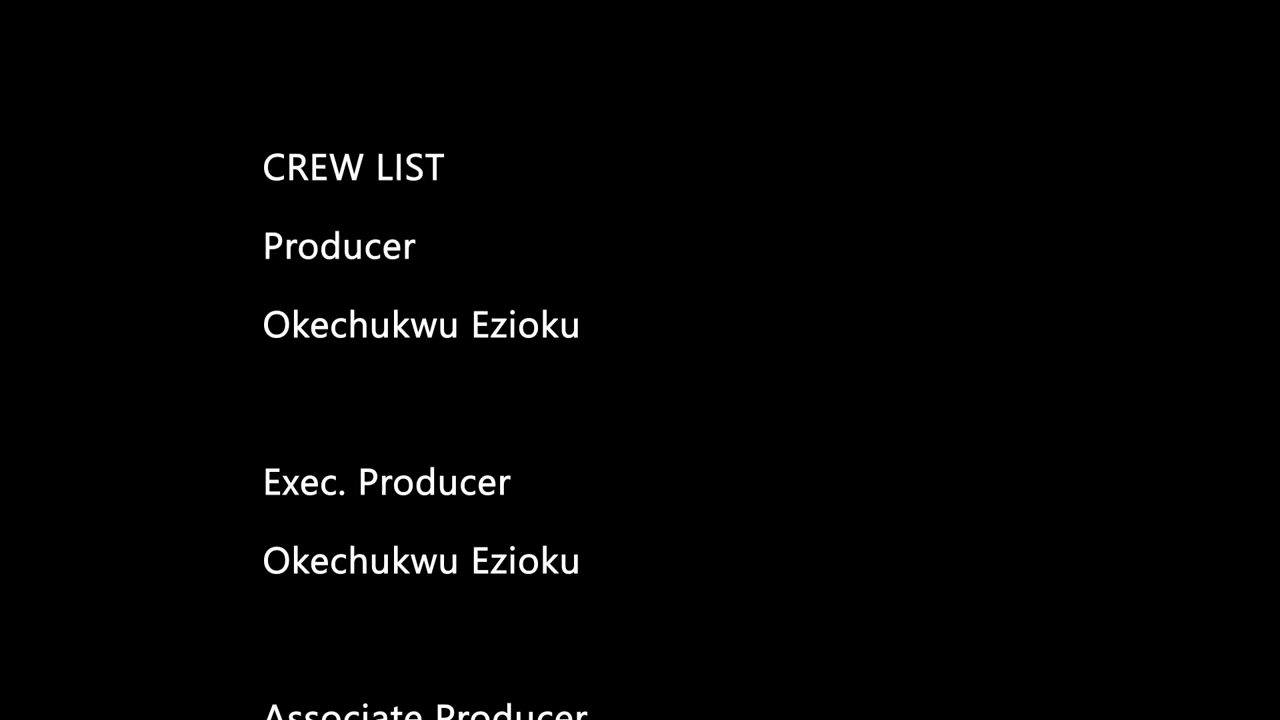 CREW LIST
Producer
Okechukwu Ezioku
Exec. Producer
Okechukwu Ezioku
Associate Producer